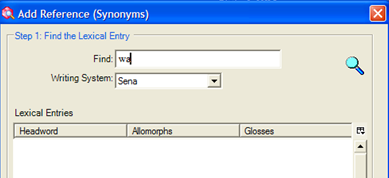 Add Reference (Synonyms)
Step 1: Find the Lexical Entry
Find: wa
Writing System: Sena
Lexical Entries
Headword Allomorphs Glosses